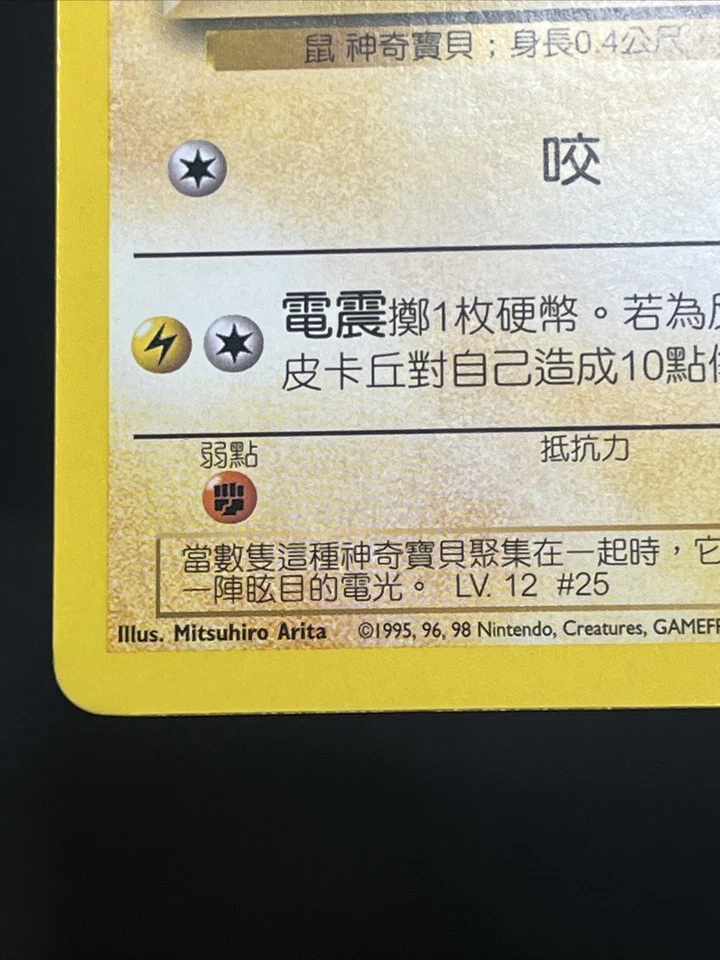 鼠 神奇寶貝；身長0.4公尺，
咬
電震擲1枚硬幣。若為
皮卡丘對自己造成10點
弱點 抵抗力
當數隻這種神奇寶貝聚集在一起時，它
一陣眩目的電光。 LV. 12 #25
Illus. Mitsuhiro Arita ©1995, 96, 98 Nintendo, Creatures, GAMEF